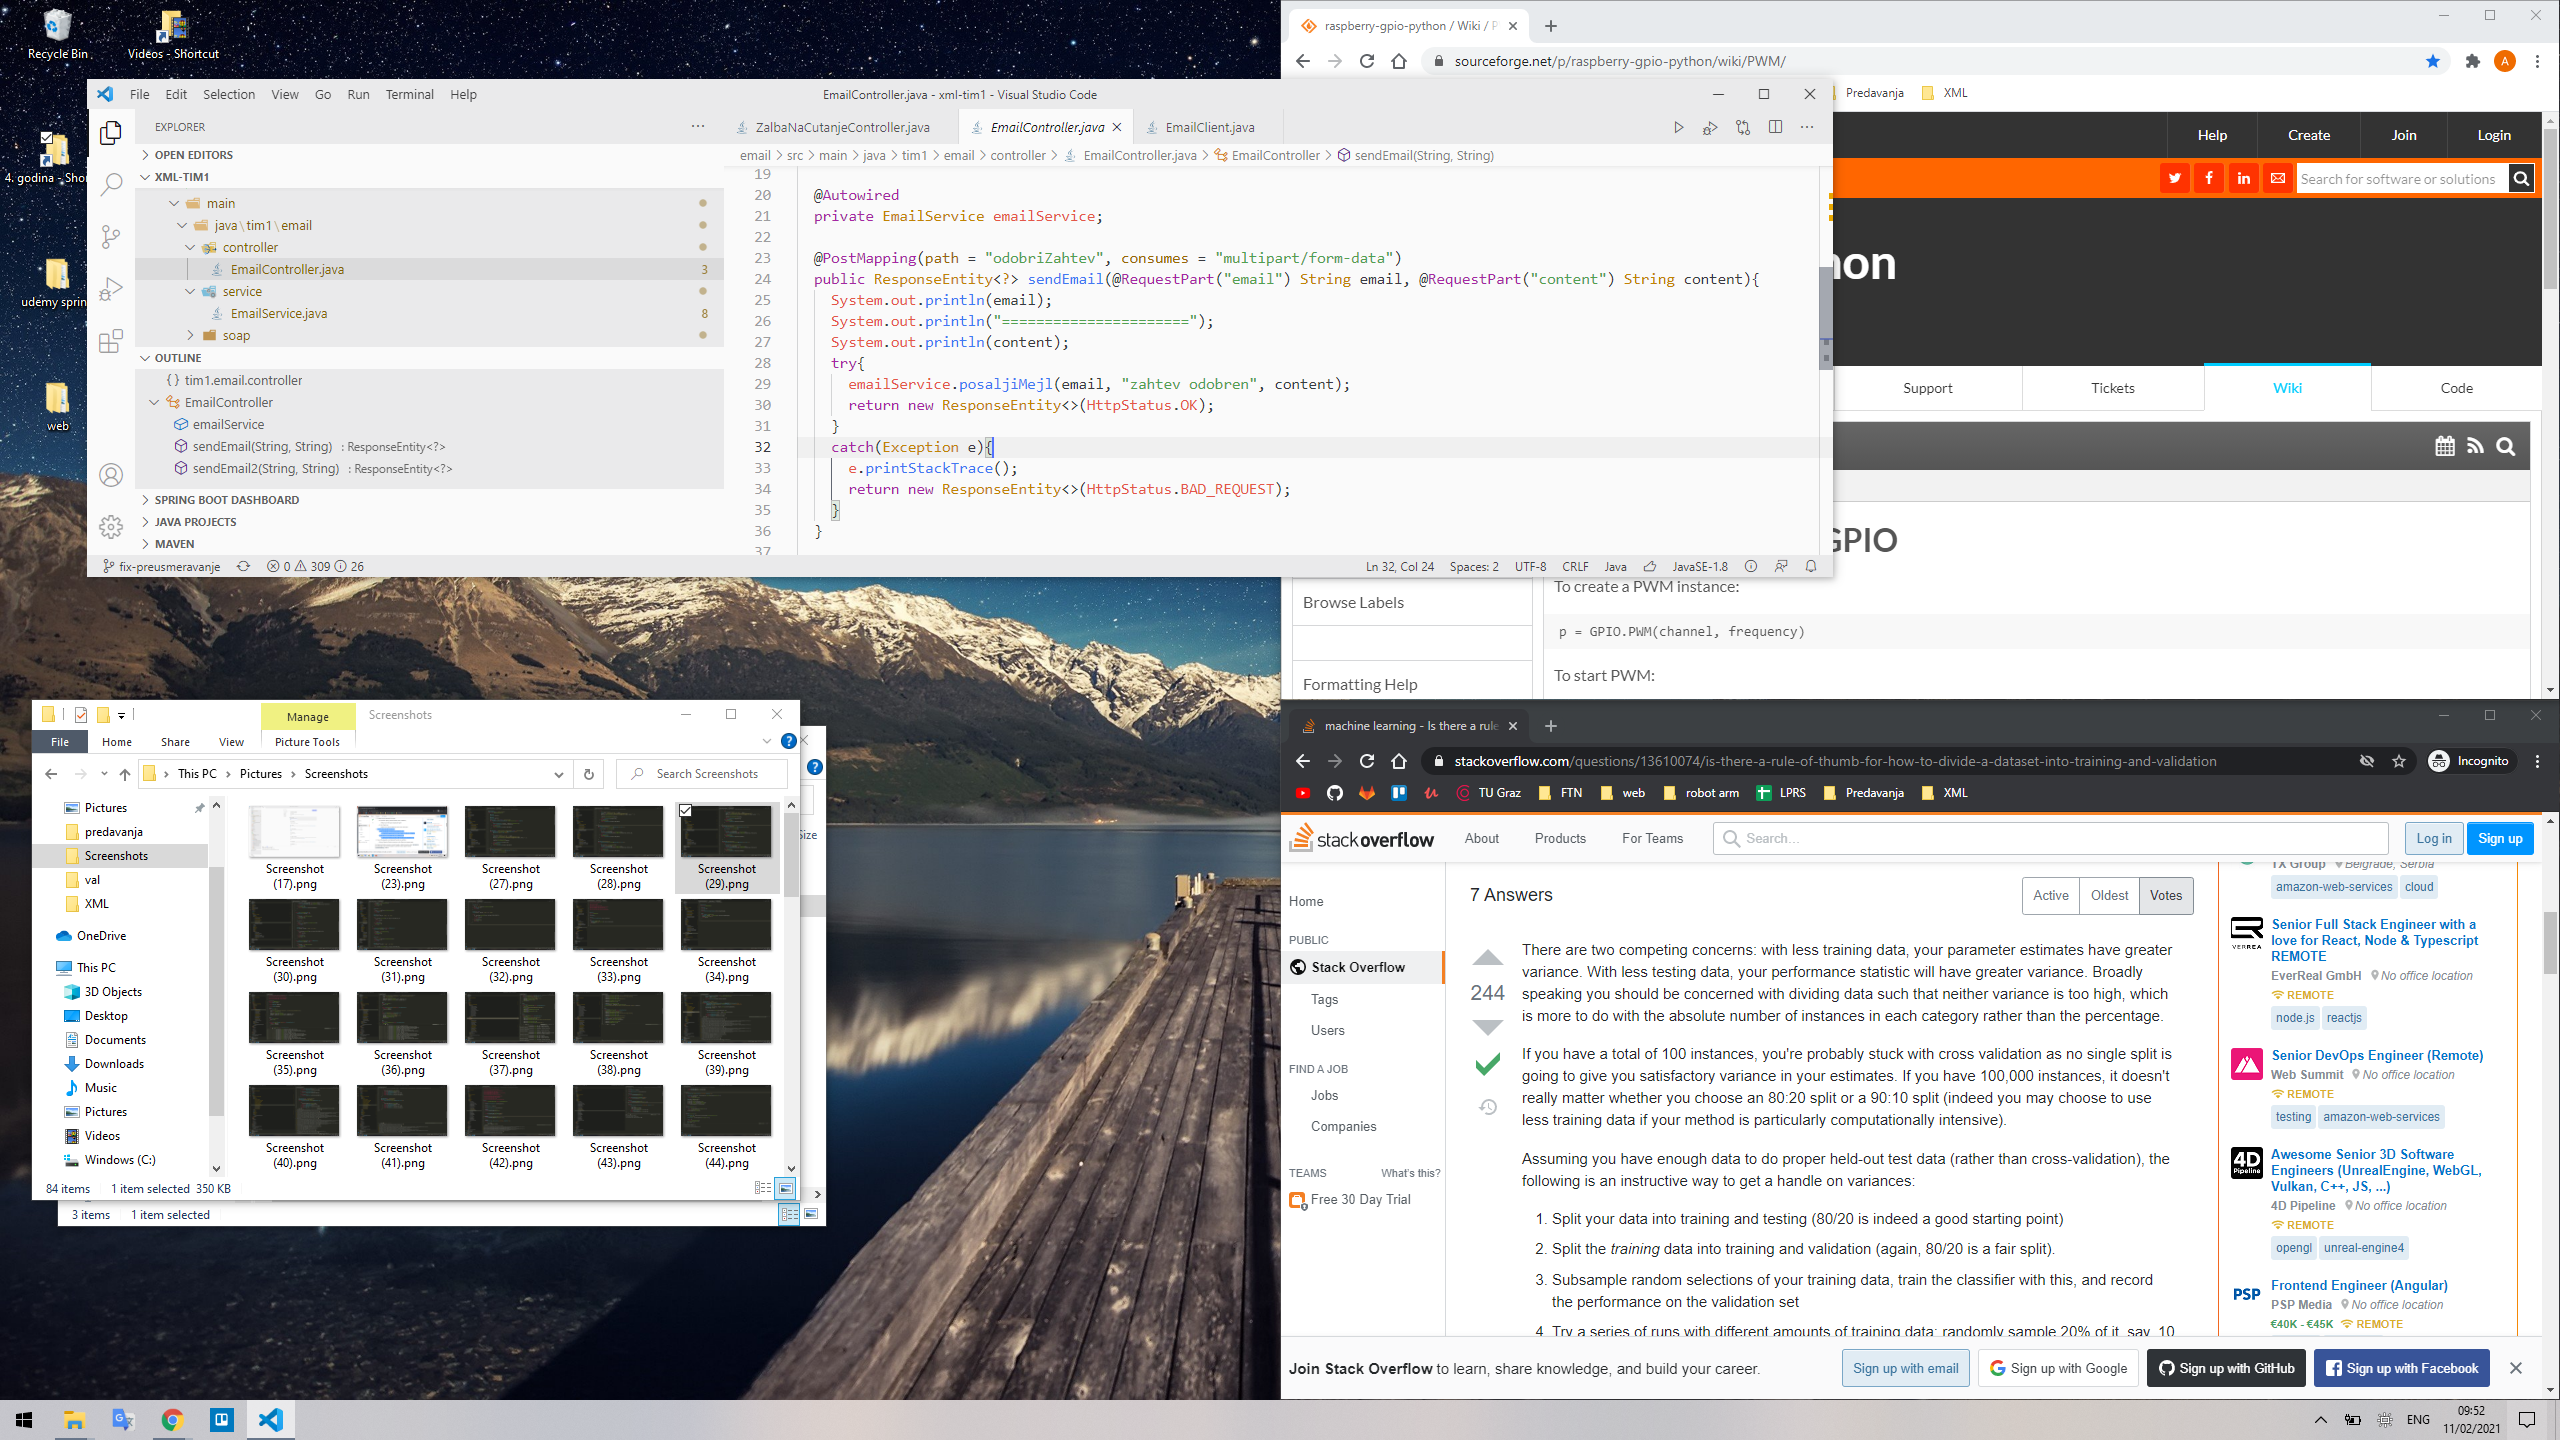 Recycle Bin
Videos - Shortcut
4. godina - Sho
udemy sprin
web
File Edit Selection View Go Run Terminal Help
EmailController.java - xml-tim1 - Visual Studio Code
EXPLORER
OPEN EDITORS
XML-TIM1
main
java\tim1\email
controller
EmailController.java 3
service
EmailService.java 8
soap
OUTLINE
{} tim1.email.controller
EmailController
emailService
sendEmail(String, String) : ResponseEntity<?>
sendEmail2(String, String) : ResponseEntity<?>
SPRING BOOT DASHBOARD
JAVA PROJECTS
MAVEN
ZalbaNaCutanjeController.java EmailController.java EmailClient.java
email > src > main > java > tim1 > email > controller > EmailController.java > EmailController > sendEmail(String, String)
19
20 @Autowired
21 private EmailService emailService;
22
23 @PostMapping(path = "odobriZahtev", consumes = "multipart/form-data")
24 public ResponseEntity<?> sendEmail(@RequestPart("email") String email, @RequestPart("content") String content){
25 System.out.println(email);
26 System.out.println("======================");
27 System.out.println(content);
28 try{
29 emailService.posaljiMejl(email, "zahtev odobren", content);
30 return new ResponseEntity<>(HttpStatus.OK);
31 }
32 catch(Exception e){
33 e.printStackTrace();
34 return new ResponseEntity<>(HttpStatus.BAD_REQUEST);
35 }
36 }
37
fix-preusmeravanje 0 309 26
Ln 32, Col 24 Spaces: 2 UTF-8 CRLF Java JavaSE-1.8
raspberry-gpio-python / Wiki / P
sourceforge.net/p/raspberry-gpio-python/wiki/PWM/
A
Predavanja XML
Help Create Join Login
Search for software or solutions
hon
Support Tickets Wiki Code
GPIO
Browse Labels
Formatting Help
To create a PWM instance:
p = GPIO.PWM(channel, frequency)
To start PWM:
Manage Screenshots
File Home Share View Picture Tools
This PC > Pictures > Screenshots
Search Screenshots
Pictures
predavanja
Screenshots
val
XML
OneDrive
This PC
3D Objects
Desktop
Documents
Downloads
Music
Pictures
Videos
Windows (C:)
Screenshot (17).png
Screenshot (23).png
Screenshot (27).png
Screenshot (28).png
Screenshot (29).png
Screenshot (30).png
Screenshot (31).png
Screenshot (32).png
Screenshot (33).png
Screenshot (34).png
Screenshot (35).png
Screenshot (36).png
Screenshot (37).png
Screenshot (38).png
Screenshot (39).png
Screenshot (40).png
Screenshot (41).png
Screenshot (42).png
Screenshot (43).png
Screenshot (44).png
84 items 1 item selected 350 KB
Size
3 items 1 item selected
machine learning - Is there a rule
stackoverflow.com/questions/13610074/is-there-a-rule-of-thumb-for-how-to-divide-a-dataset-into-training-and-validation
Incognito
TU Graz FTN web robot arm LPRS Predavanja XML
stackoverflow
About Products For Teams
Search...
Log in Sign up
Home
PUBLIC
Stack Overflow
Tags
Users
FIND A JOB
Jobs
Companies
TEAMS What's this?
Free 30 Day Trial
7 Answers
Active Oldest Votes
244
There are two competing concerns: with less training data, your parameter estimates have greater
variance. With less testing data, your performance statistic will have greater variance. Broadly
speaking you should be concerned with dividing data such that neither variance is too high, which
is more to do with the absolute number of instances in each category rather than the percentage.
If you have a total of 100 instances, you're probably stuck with cross validation as no single split is
going to give you satisfactory variance in your estimates. If you have 100,000 instances, it doesn't
really matter whether you choose an 80:20 split or a 90:10 split (indeed you may choose to use
less training data if your method is particularly computationally intensive).
Assuming you have enough data to do proper held-out test data (rather than cross-validation), the
following is an instructive way to get a handle on variances:
1. Split your data into training and testing (80/20 is indeed a good starting point)
2. Split the training data into training and validation (again, 80/20 is a fair split).
3. Subsample random selections of your training data, train the classifier with this, and record
the performance on the validation set
4. Try a series of runs with different amounts of training data: randomly sample 20% of it, say, 10
TX Group Belgrade, Serbia
amazon-web-services cloud
VERREA
Senior Full Stack Engineer with a
love for React, Node & Typescript
REMOTE
EverReal GmbH No office location
REMOTE
node.js reactjs
Senior DevOps Engineer (Remote)
Web Summit No office location
REMOTE
testing amazon-web-services
4D Pipeline
Awesome Senior 3D Software
Engineers (UnrealEngine, WebGL,
Vulkan, C++, JS, ...)
4D Pipeline No office location
REMOTE
opengl unreal-engine4
PSP
Frontend Engineer (Angular)
PSP Media No office location
€40K - €45K REMOTE
Join Stack Overflow to learn, share knowledge, and build your career.
Sign up with email Sign up with Google Sign up with GitHub Sign up with Facebook
ENG
09:52
11/02/2021